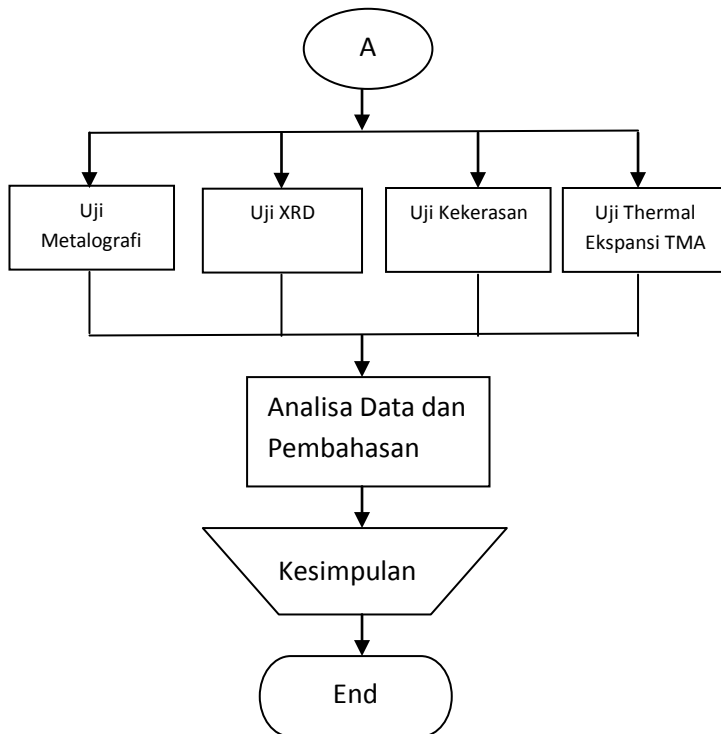 A
Uji
Metalografi
Uji XRD
Uji Kekerasan
Uji Thermal
Ekspansi TMA
Analisa Data dan
Pembahasan
Kesimpulan
End